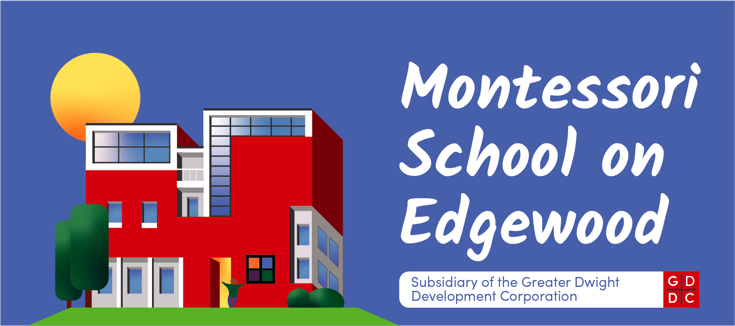 Montessori
School on
Edgewood
Subsidiary of the Greater Dwight
Development Corporation
G D
D C